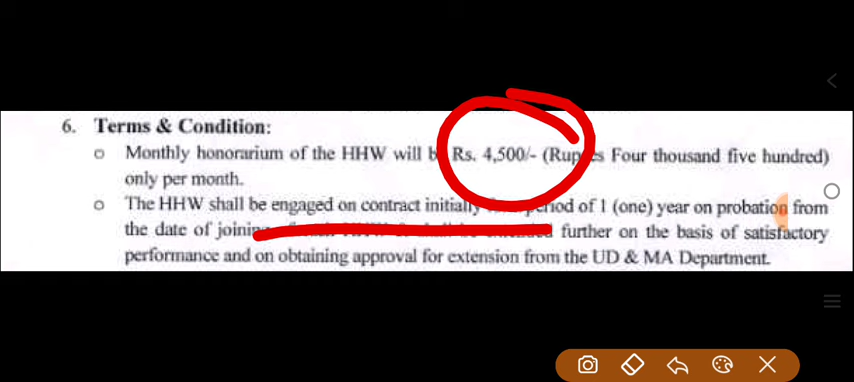 6. Terms & Condition:
o Monthly honorarium of the HHW will b Rs. 4,500/- (Rupees Four thousand five hundred)
only per month.
o The HHW shall be engaged on contract initially period of 1 (one) year on probation from
the date of further on the basis of satisfactory
performance and on obtaining approval for extension from the UD & MA Department.